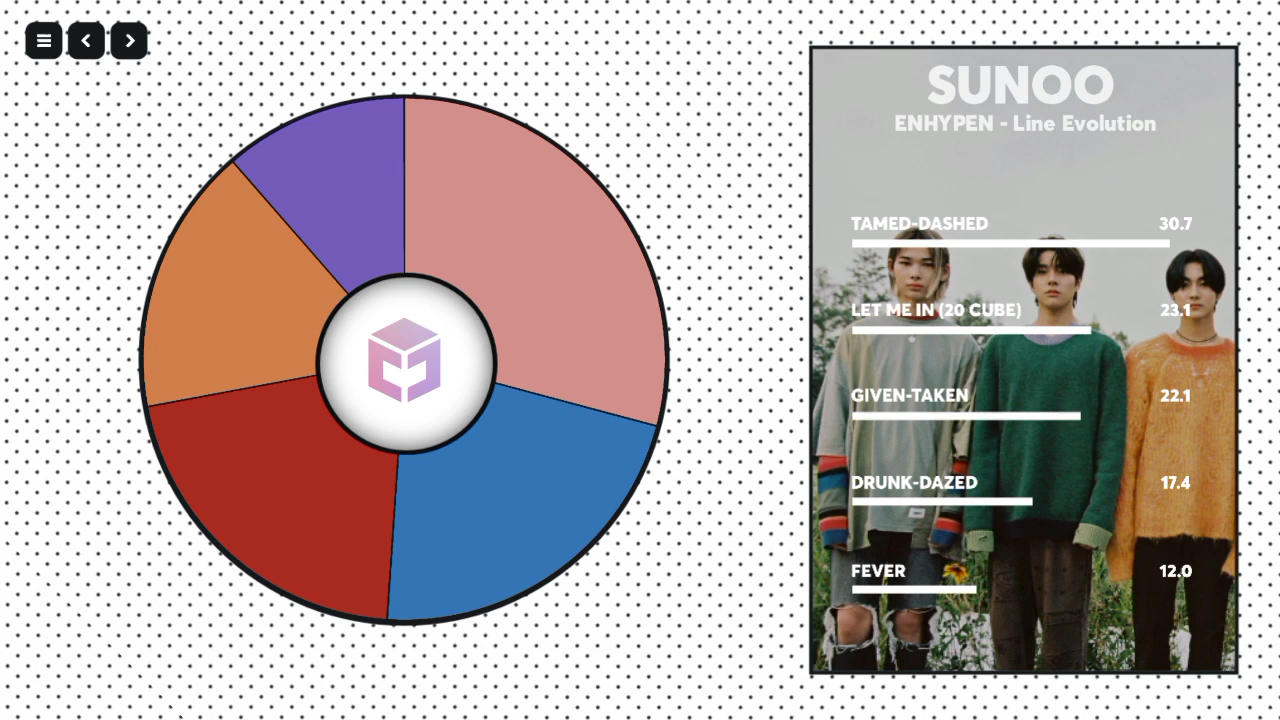 SUNOO
ENHYPEN - Line Evolution
TAMED-DASHED 30.7
LET ME IN (20 CUBE) 23.1
GIVEN-TAKEN 22.1
DRUNK-DAZED 17.4
FEVER 12.0